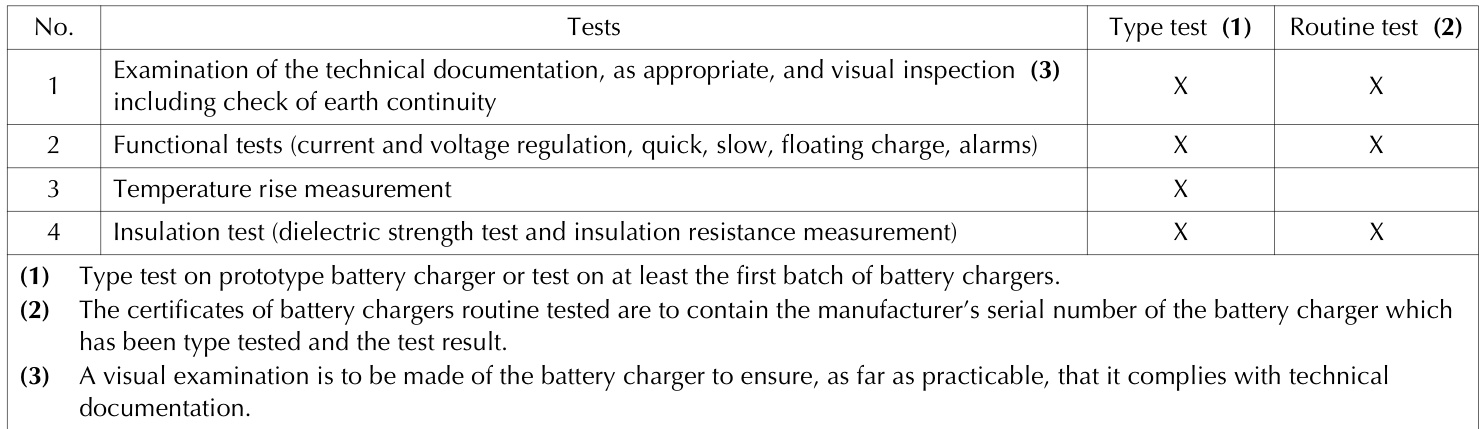 No. Tests Type test (1) Routine test (2)
1 Examination of the technical documentation, as appropriate, and visual inspection (3)
including check of earth continuity X X
2 Functional tests (current and voltage regulation, quick, slow, floating charge, alarms) X X
3 Temperature rise measurement X
4 Insulation test (dielectric strength test and insulation resistance measurement) X X
(1) Type test on prototype battery charger or test on at least the first batch of battery chargers.
(2) The certificates of battery chargers routine tested are to contain the manufacturer’s serial number of the battery charger which
has been type tested and the test result.
(3) A visual examination is to be made of the battery charger to ensure, as far as practicable, that it complies with technical
documentation.